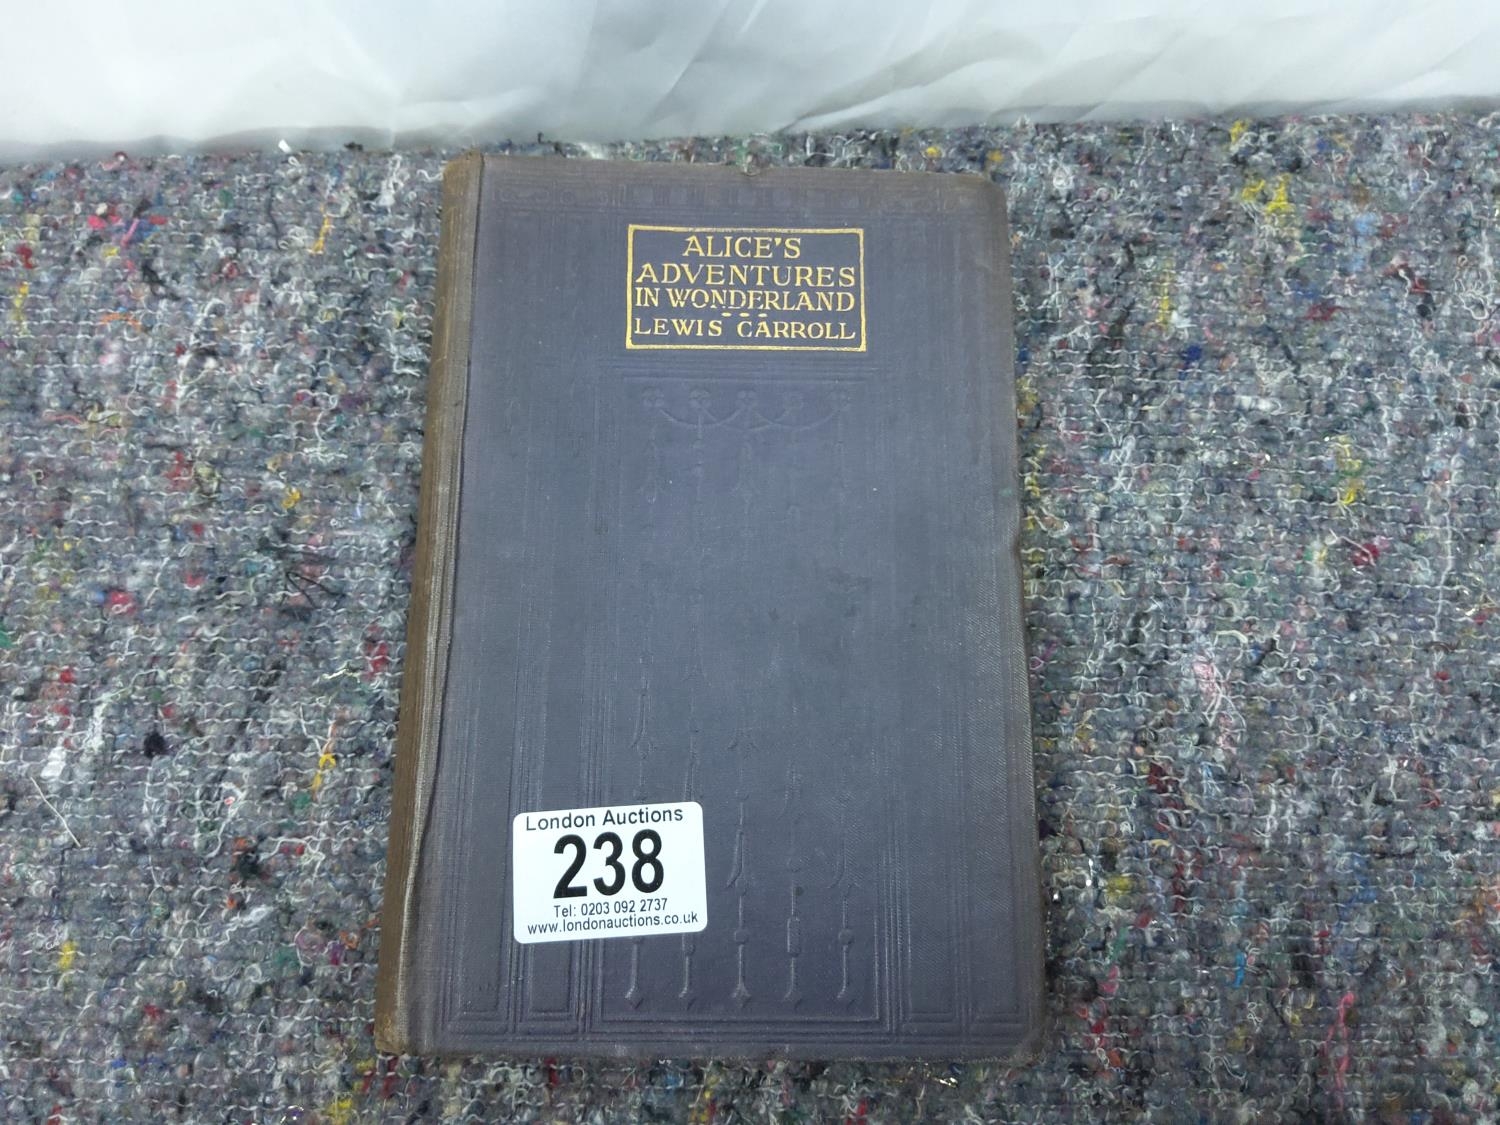 ALICE'S
ADVENTURES
IN WONDERLAND
LEWIS CARROLL
London Auctions
238
Tel: 0203 092 2737
www.londonauctions.co.uk